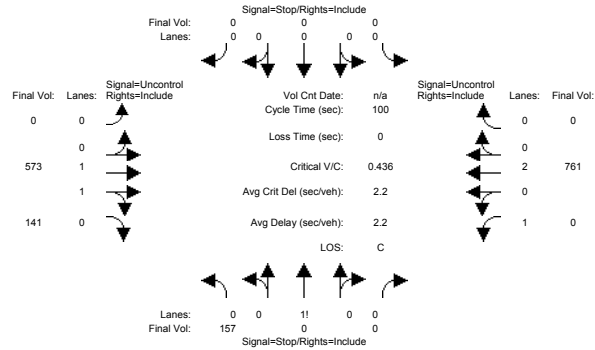 Signal=Stop/Rights=Include
Final Vol: 0 0 0
Lanes: 0 0 0 0 0
Signal=Uncontrol
Final Vol: Lanes: Rights=Include Vol Cnt Date: n/a Signal=Uncontrol
Rights=Include Lanes: Final Vol:
Cycle Time (sec): 100
0 0 0 0
Loss Time (sec): 0
0 0
573 1 Critical V/C: 0.436 2 761
1 Avg Crit Del (sec/veh): 2.2 0
141 0 Avg Delay (sec/veh): 2.2 1 0
LOS: C
Lanes: 0 0 1! 0 0
Final Vol: 157 0 0
Signal=Stop/Rights=Include